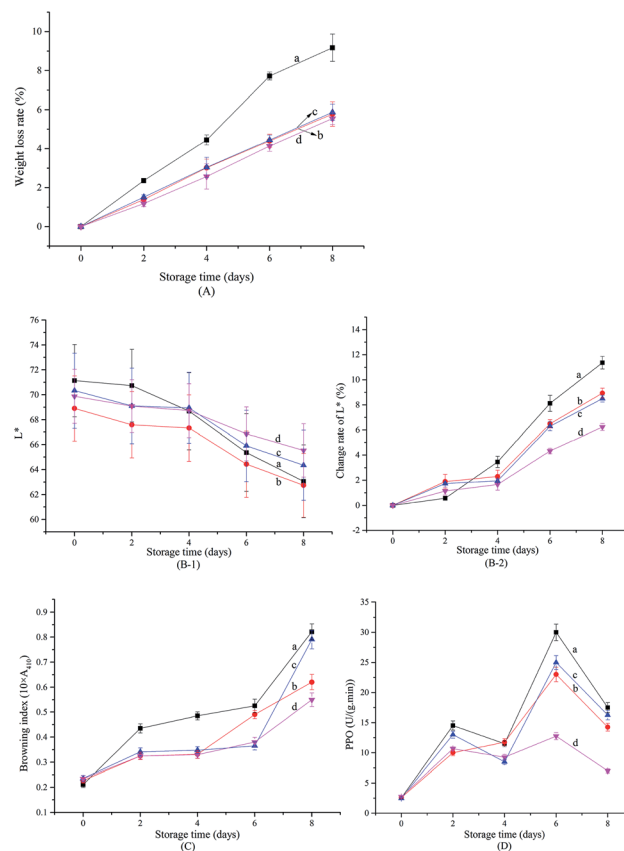 10
8
6
4
2
0
Weight loss rate (%)
a
c
b
d
0 2 4 6 8
Storage time (days)
(A)
76
74
72
70
68
66
64
62
60
L*
d
c
a
b
0 2 4 6 8
Storage time (days)
(B-1)
14
12
10
8
6
4
2
0
-2
Change rate of L* (%)
a
b
c
d
0 2 4 6 8
Storage time (days)
(B-2)
0.9
0.8
0.7
0.6
0.5
0.4
0.3
0.2
0.1
Browning index (10×A₄₁₀)
a
c
b
d
0 2 4 6 8
Storage time (days)
(C)
35
30
25
20
15
10
5
0
PPO (U/(g.min))
a
c
b
d
0 2 4 6 8
Storage time (days)
(D)